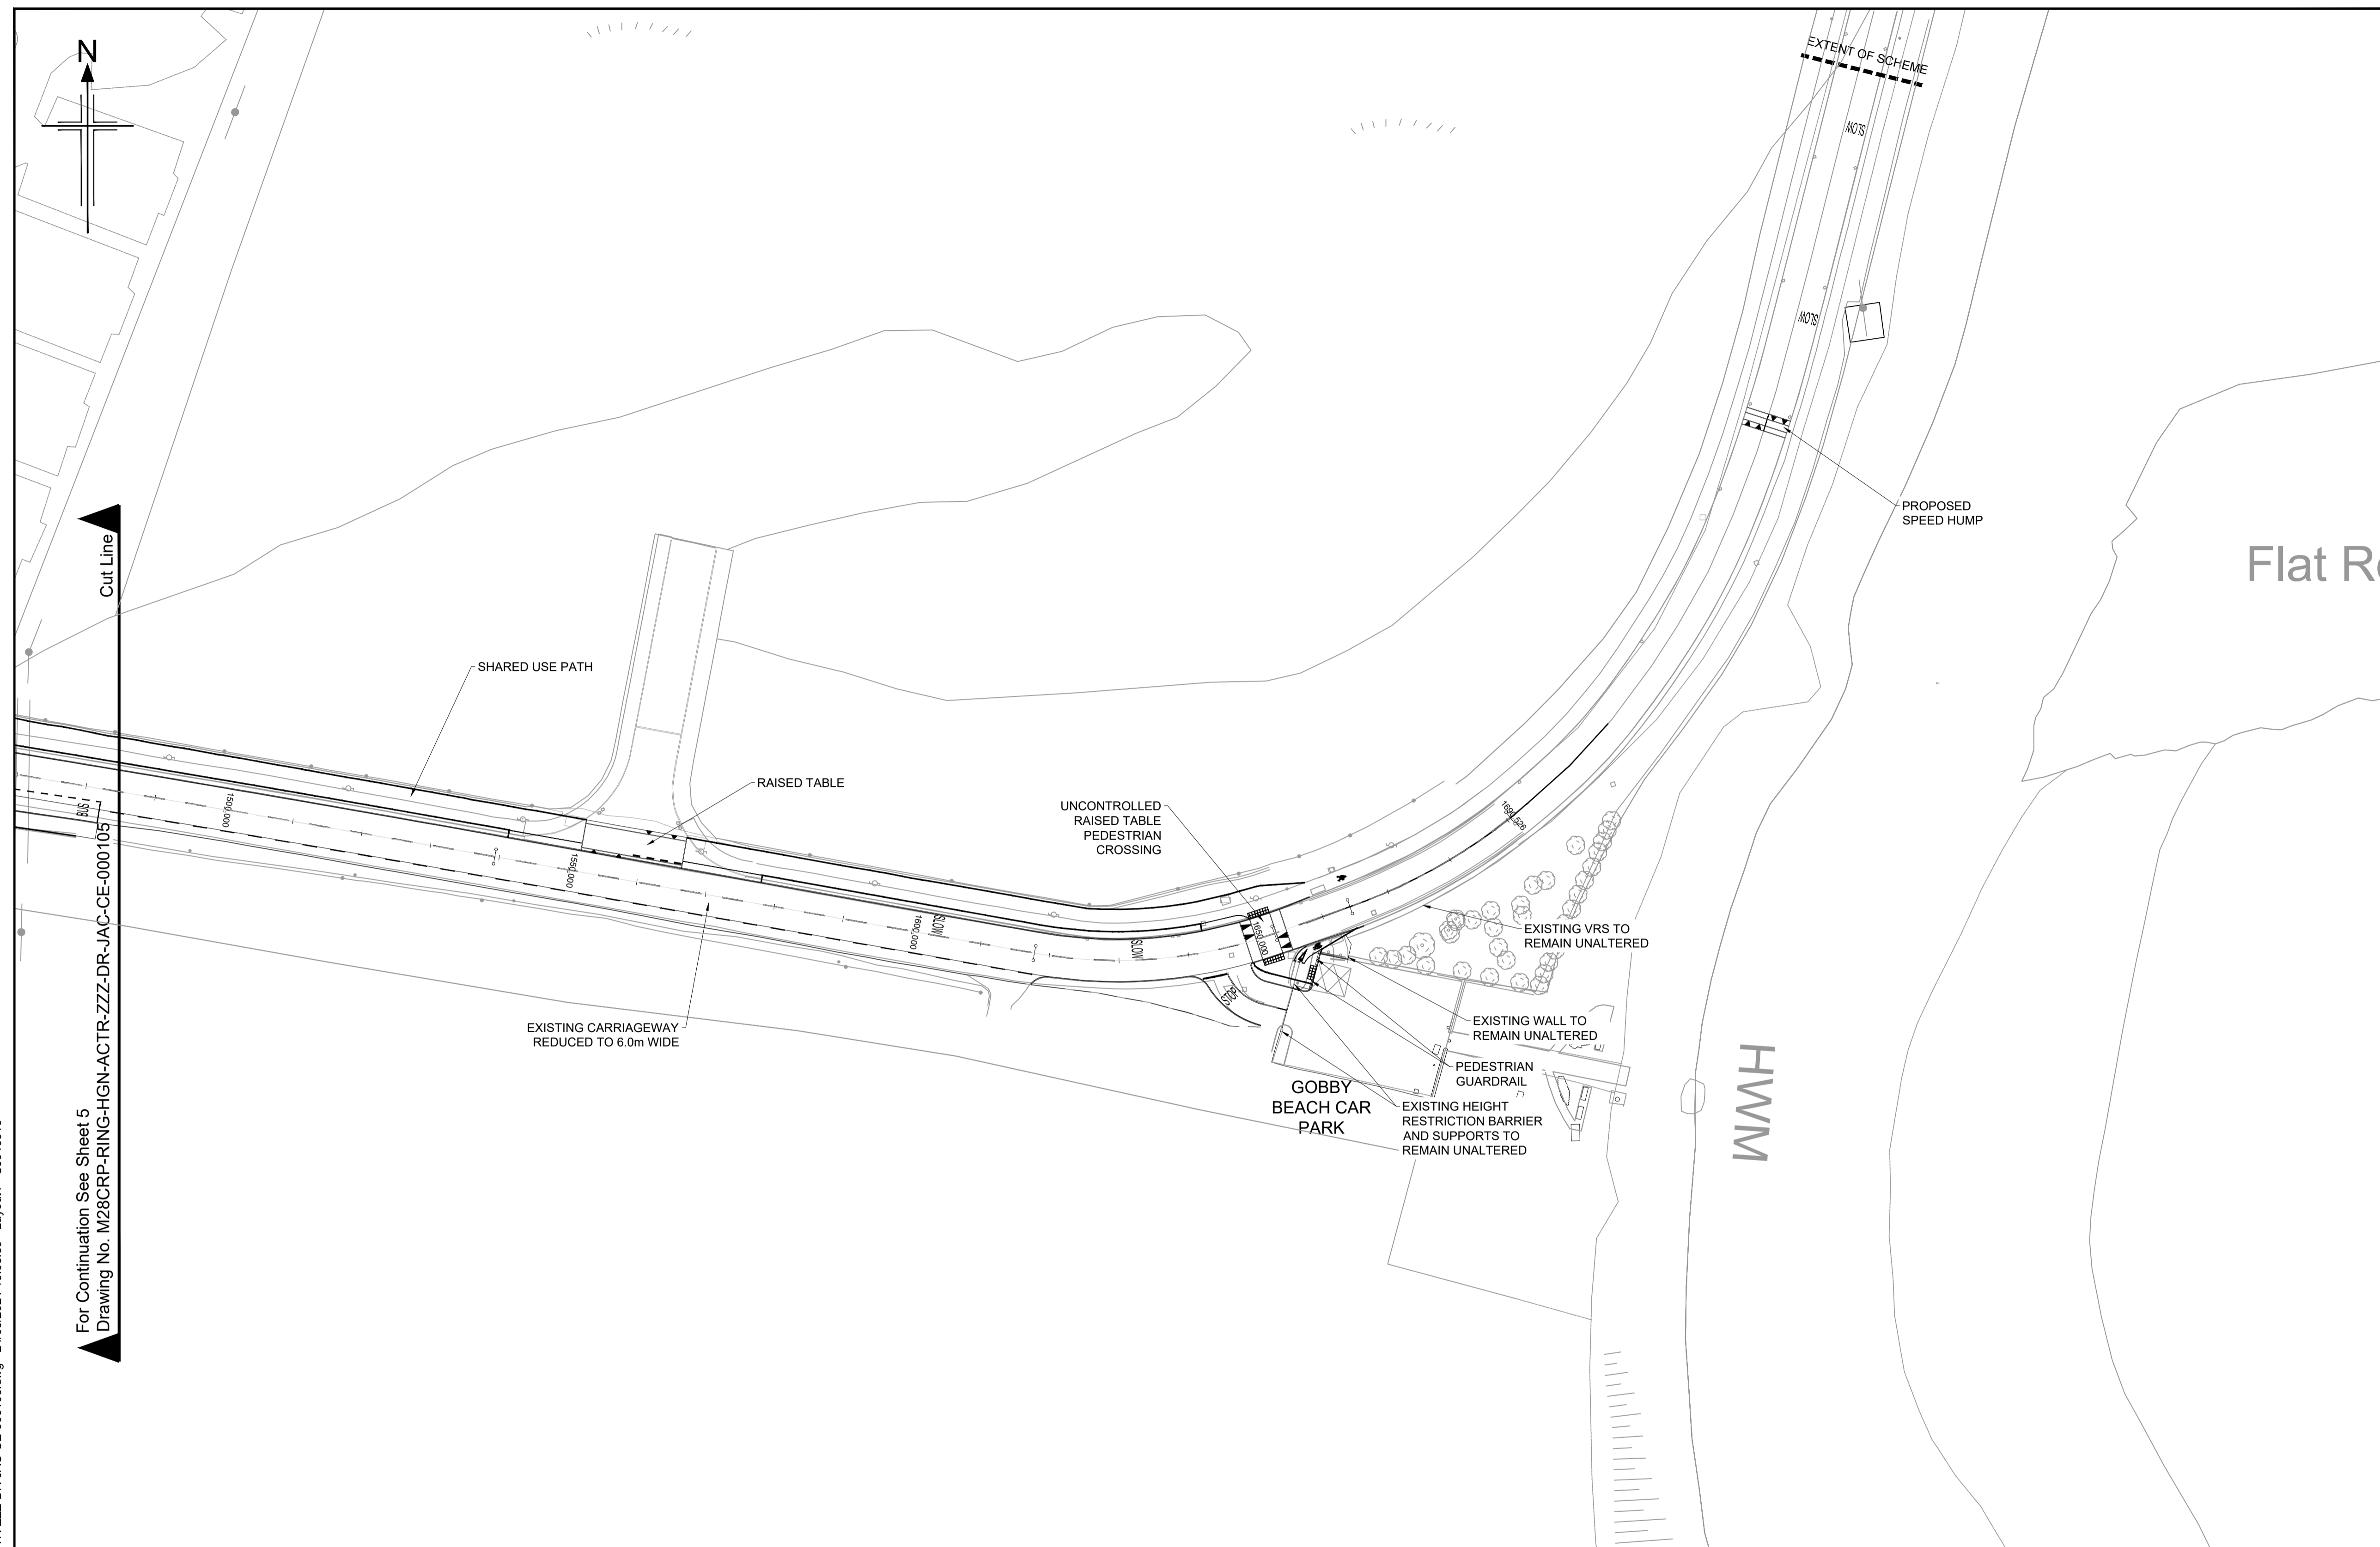 N
EXTENT OF SCHEME
SLOW
SLOW
PROPOSED
SPEED HUMP
Cut Line
SHARED USE PATH
RAISED TABLE
UNCONTROLLED
RAISED TABLE
PEDESTRIAN
CROSSING
BUS
1500.000
1550.000
1600.000
SLOW
SLOW
1650.000
1690.526
STOP
EXISTING VRS TO
REMAIN UNALTERED
EXISTING CARRIAGEWAY
REDUCED TO 6.0m WIDE
EXISTING WALL TO
REMAIN UNALTERED
PEDESTRIAN
GUARDRAIL
GOBBY
BEACH CAR
PARK
EXISTING HEIGHT
RESTRICTION BARRIER
AND SUPPORTS TO
REMAIN UNALTERED
HWM
Flat
For Continuation See Sheet 5
Drawing No. M28CRP-RING-HGN-ACTR-ZZZ-DR-JAC-CE-000105